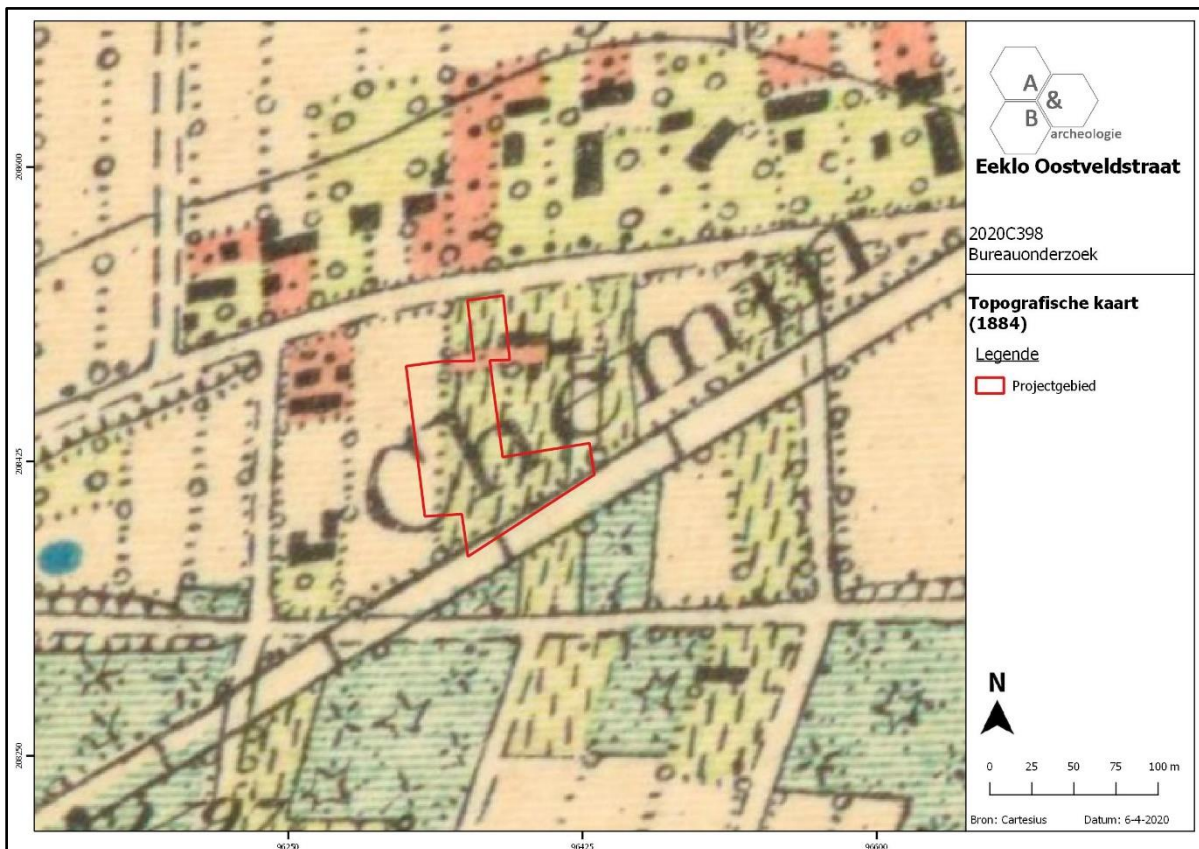 A
&
B
archeologie
Eeklo Oostveldstraat
2020C398
Bureauonderzoek
Topografische kaart
(1884)
Legende
Projectgebied
Chemin
N
0 25 50 75 100 m
Bron: Cartesius Datum: 6-4-2020
208600
208425
208250
96250 96425 96600